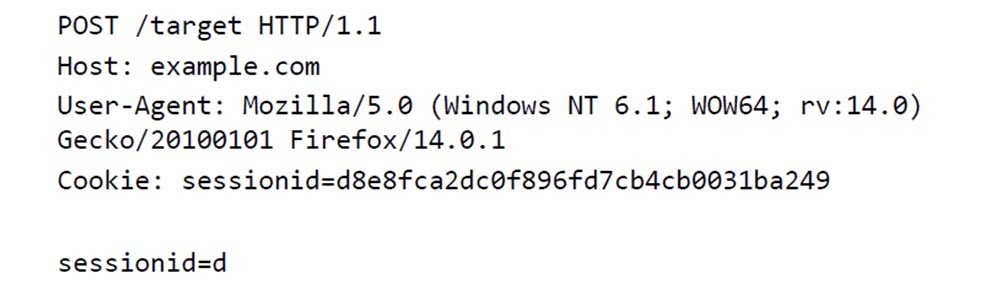 POST /target HTTP/1.1
Host: example.com
User-Agent: Mozilla/5.0 (Windows NT 6.1; WOW64; rv:14.0)
Gecko/20100101 Firefox/14.0.1
Cookie: sessionid=d8e8fca2dc0f896fd7cb4cb0031ba249

sessionid=d